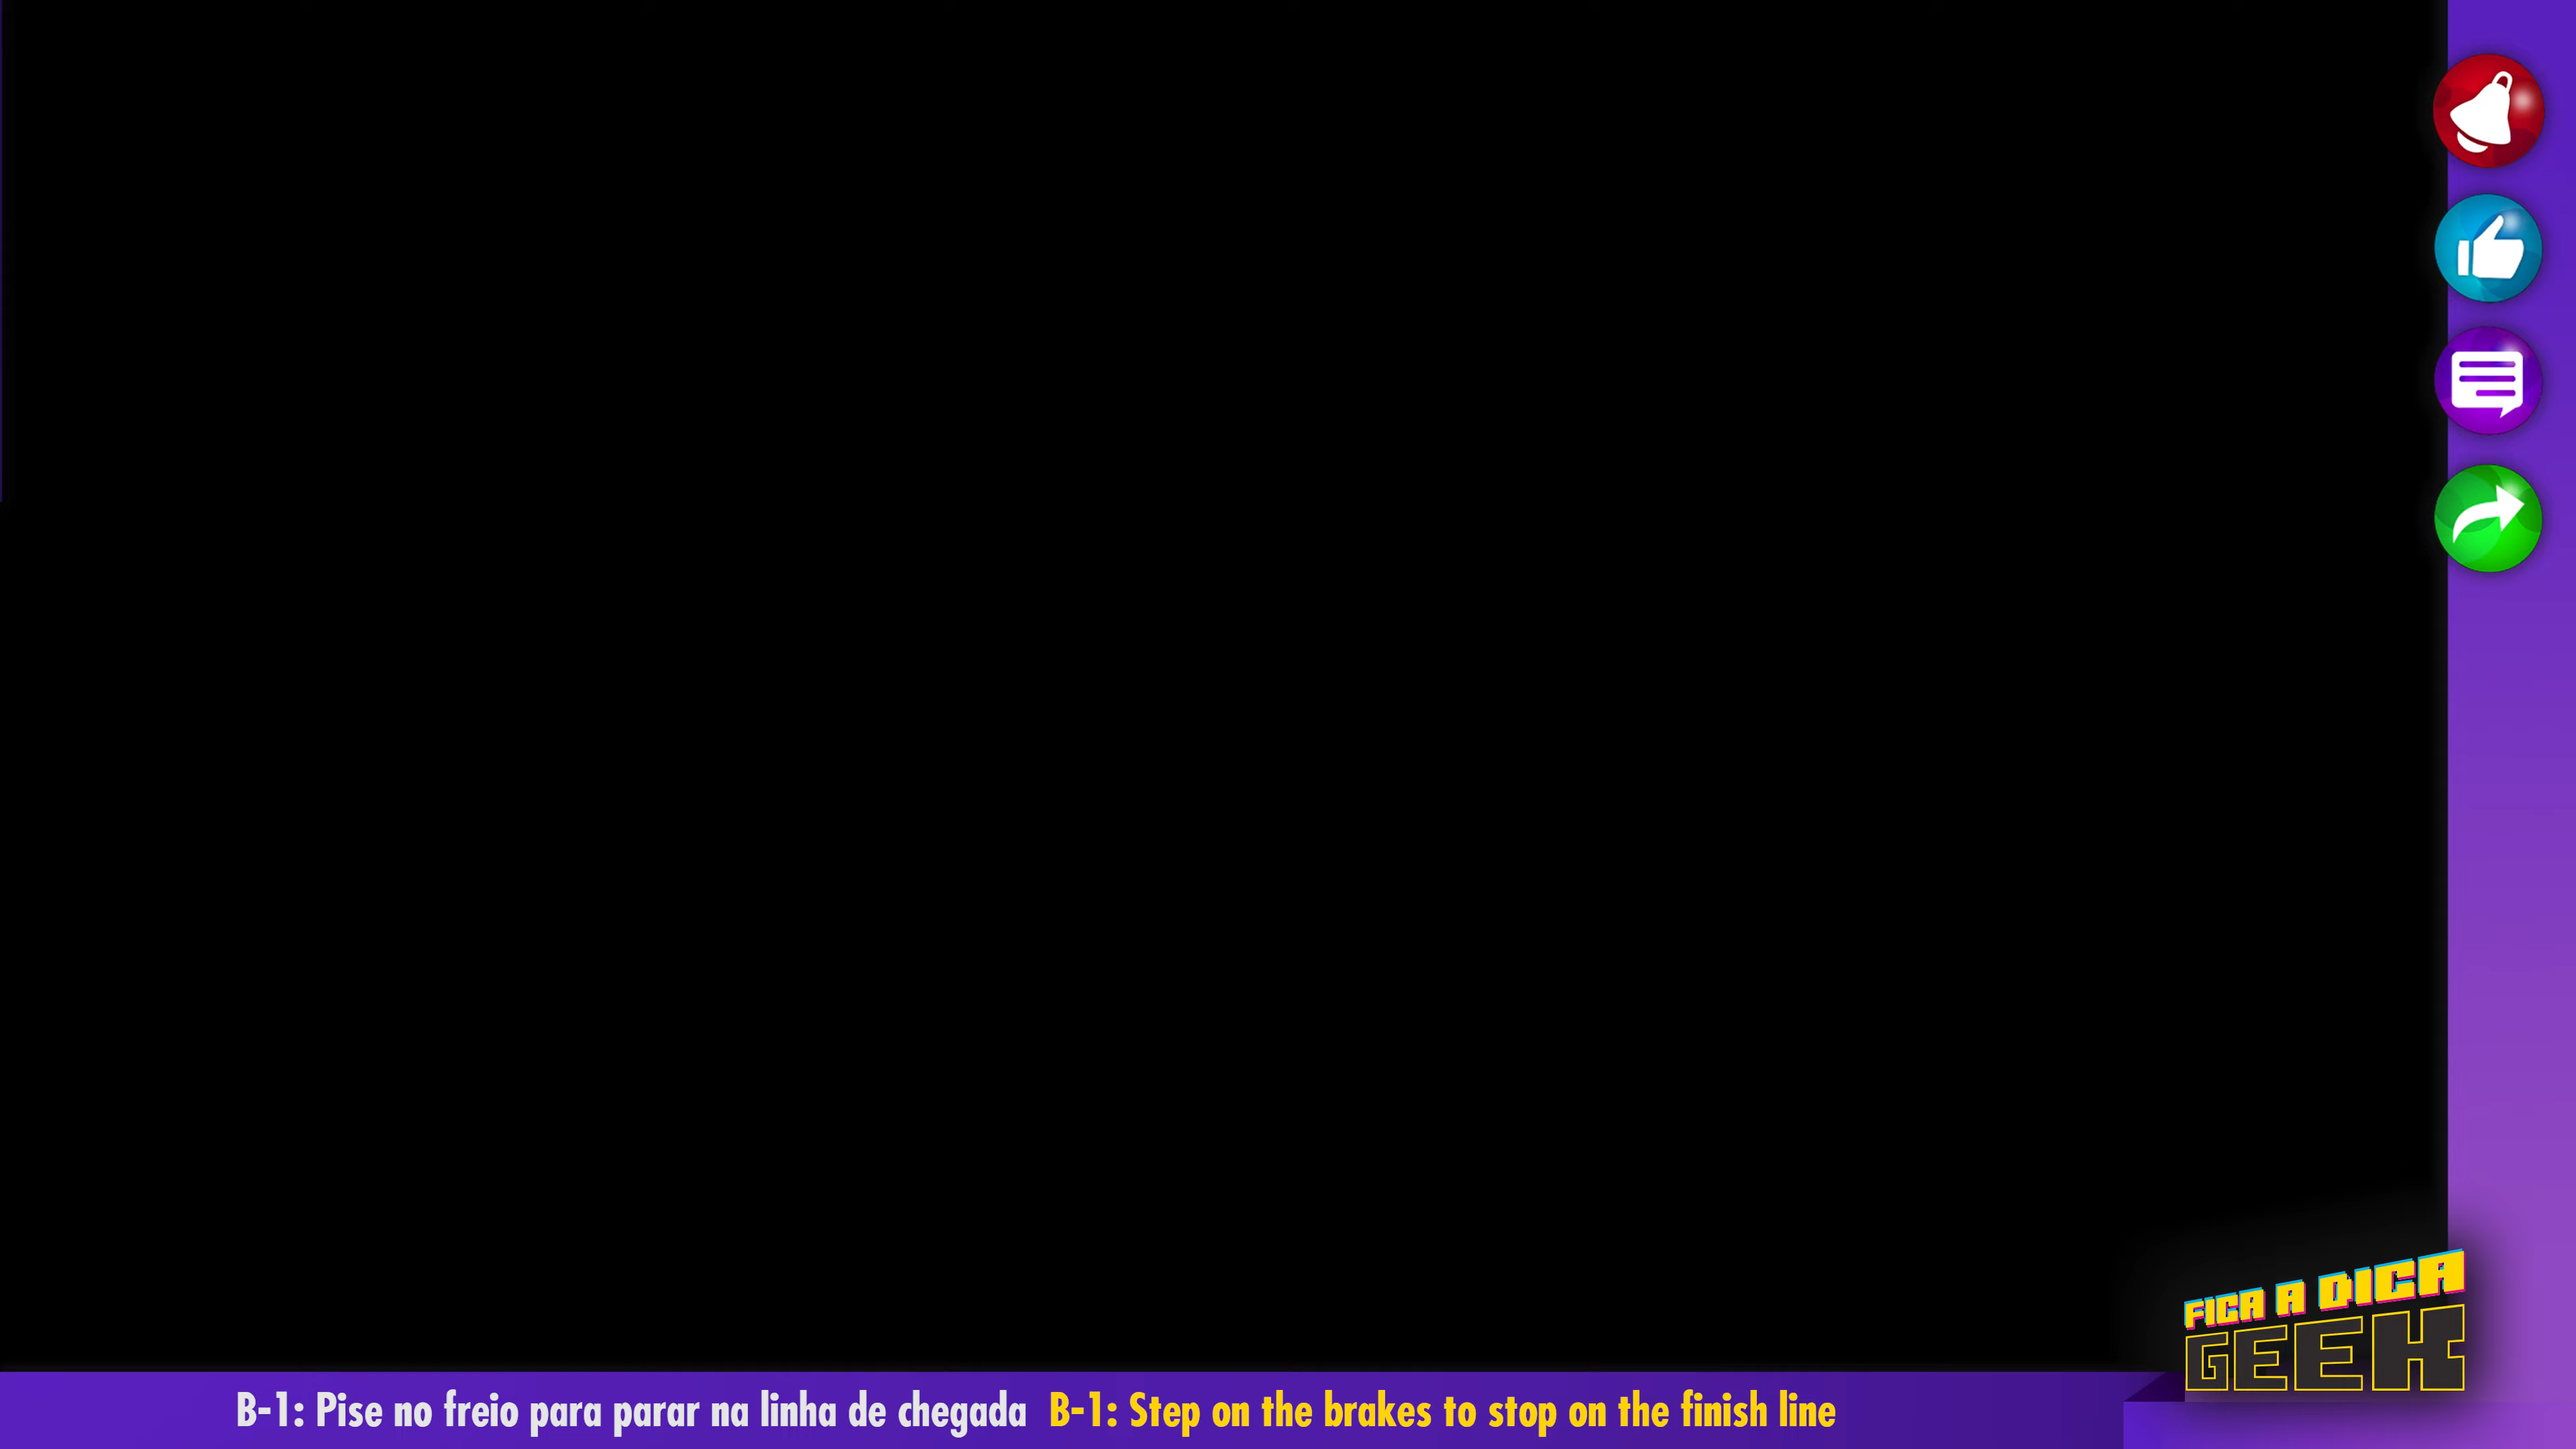 FICA A DICA
GEEK
B-1: Pise no freio para parar na linha de chegada B-1: Step on the brakes to stop on the finish line